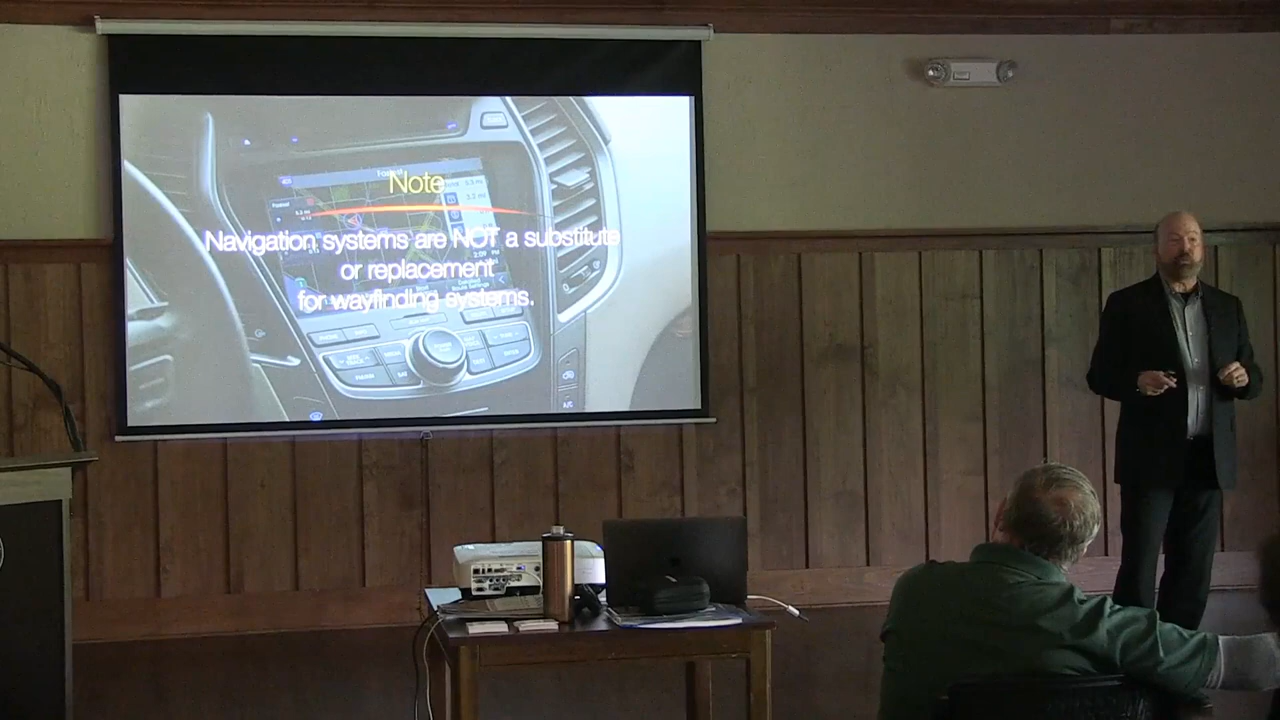 Note
Navigation systems are NOT a substitute
or replacement
for wayfinding systems.